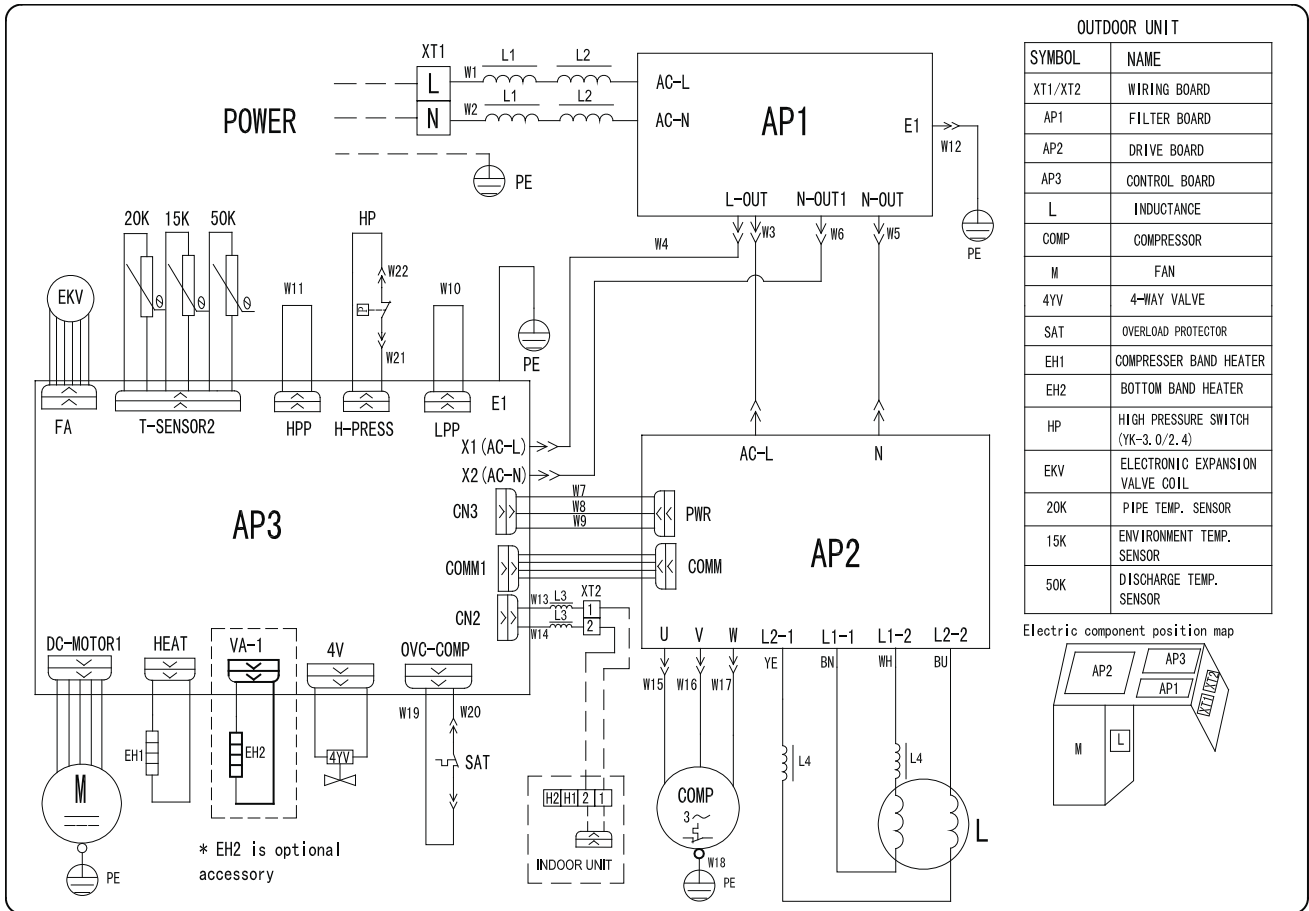 OUTDOOR UNIT
SYMBOL NAME
XT1/XT2 WIRING BOARD
AP1 FILTER BOARD
AP2 DRIVE BOARD
AP3 CONTROL BOARD
L INDUCTANCE
COMP COMPRESSOR
M FAN
4YV 4-WAY VALVE
SAT OVERLOAD PROTECTOR
EH1 COMPRESSER BAND HEATER
EH2 BOTTOM BAND HEATER
HP HIGH PRESSURE SWITCH
(YK-3.0/2.4)
EKV ELECTRONIC EXPANSION
VALVE COIL
20K PIPE TEMP. SENSOR
15K ENVIRONMENT TEMP.
SENSOR
50K DISCHARGE TEMP.
SENSOR
Electric component position map
AP2 AP3
AP1
XT1 XT2
M L
XT1 L1 L2
W1
L AC-L
L1 L2
W2
N AC-N
POWER
AP1
E1
W12
PE
PE
L-OUT N-OUT1 N-OUT
W3 W6 W5
W4
20K 15K 50K HP
θ θ θ
W22
EKV
W11 P W10
W21
PE
FA T-SENSOR2 HPP H-PRESS LPP E1
X1(AC-L)
X2(AC-N)
AC-L N
CN3 W7 PWR
W8
W9
AP3
AP2
COMM1 COMM
CN2 W13 L3 XT2 1
W14 L3 2
U V W L2-1 L1-1 L1-2 L2-2
YE BN WH BU
W15 W16 W17
DC-MOTOR1 HEAT VA-1 4V OVC-COMP
W19 W20
EH1 EH2 4YV SAT
L4 L4
M
COMP
3~
L
H2 H1 2 1
INDOOR UNIT
W18
PE
PE
* EH2 is optional
accessory